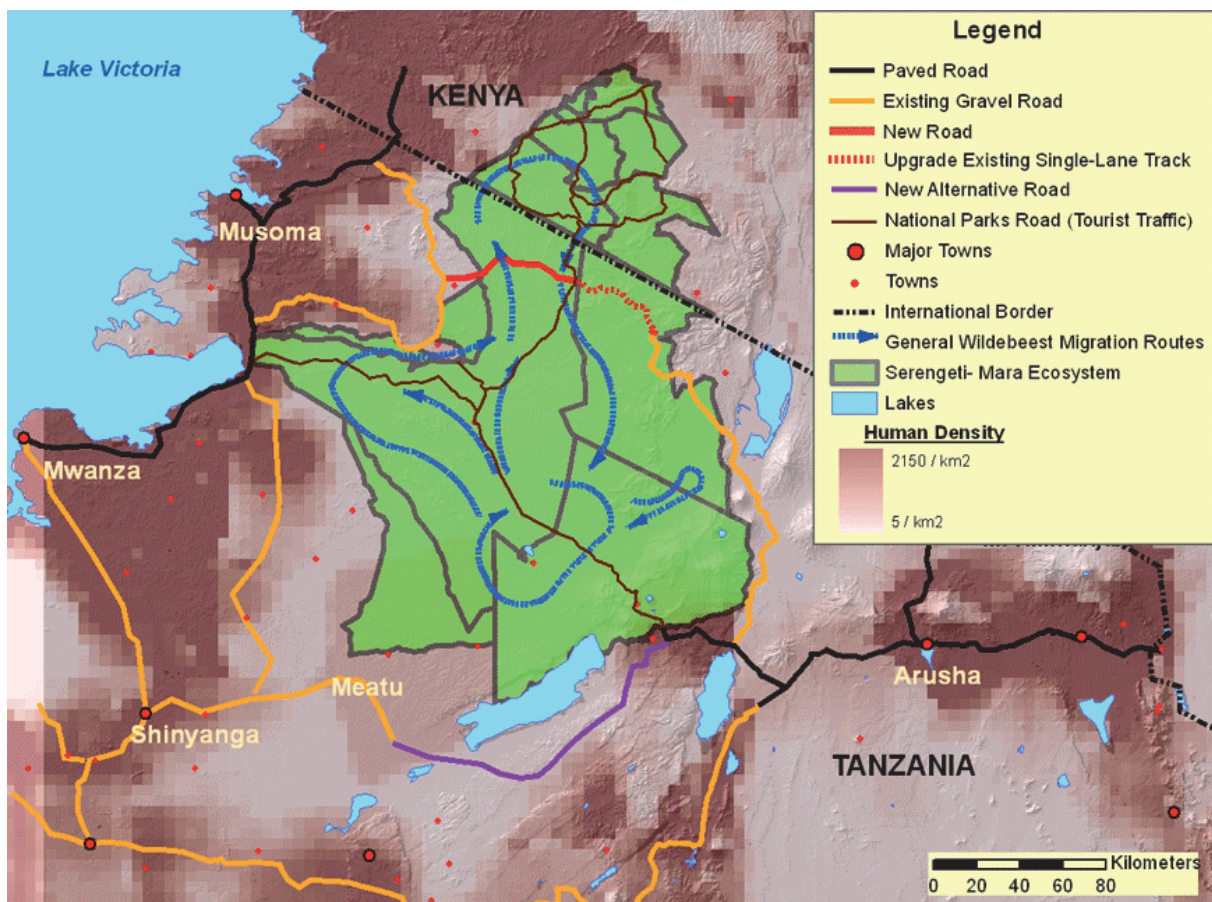 Lake Victoria
KENYA
Musoma
Mwanza
Shinyanga
Meatu
Arusha
TANZANIA
Legend
Paved Road
Existing Gravel Road
New Road
Upgrade Existing Single-Lane Track
New Alternative Road
National Parks Road (Tourist Traffic)
Major Towns
Towns
International Border
General Wildebeest Migration Routes
Serengeti- Mara Ecosystem
Lakes
Human Density
2150 / km2
5 / km2
Kilometers
0 20 40 60 80